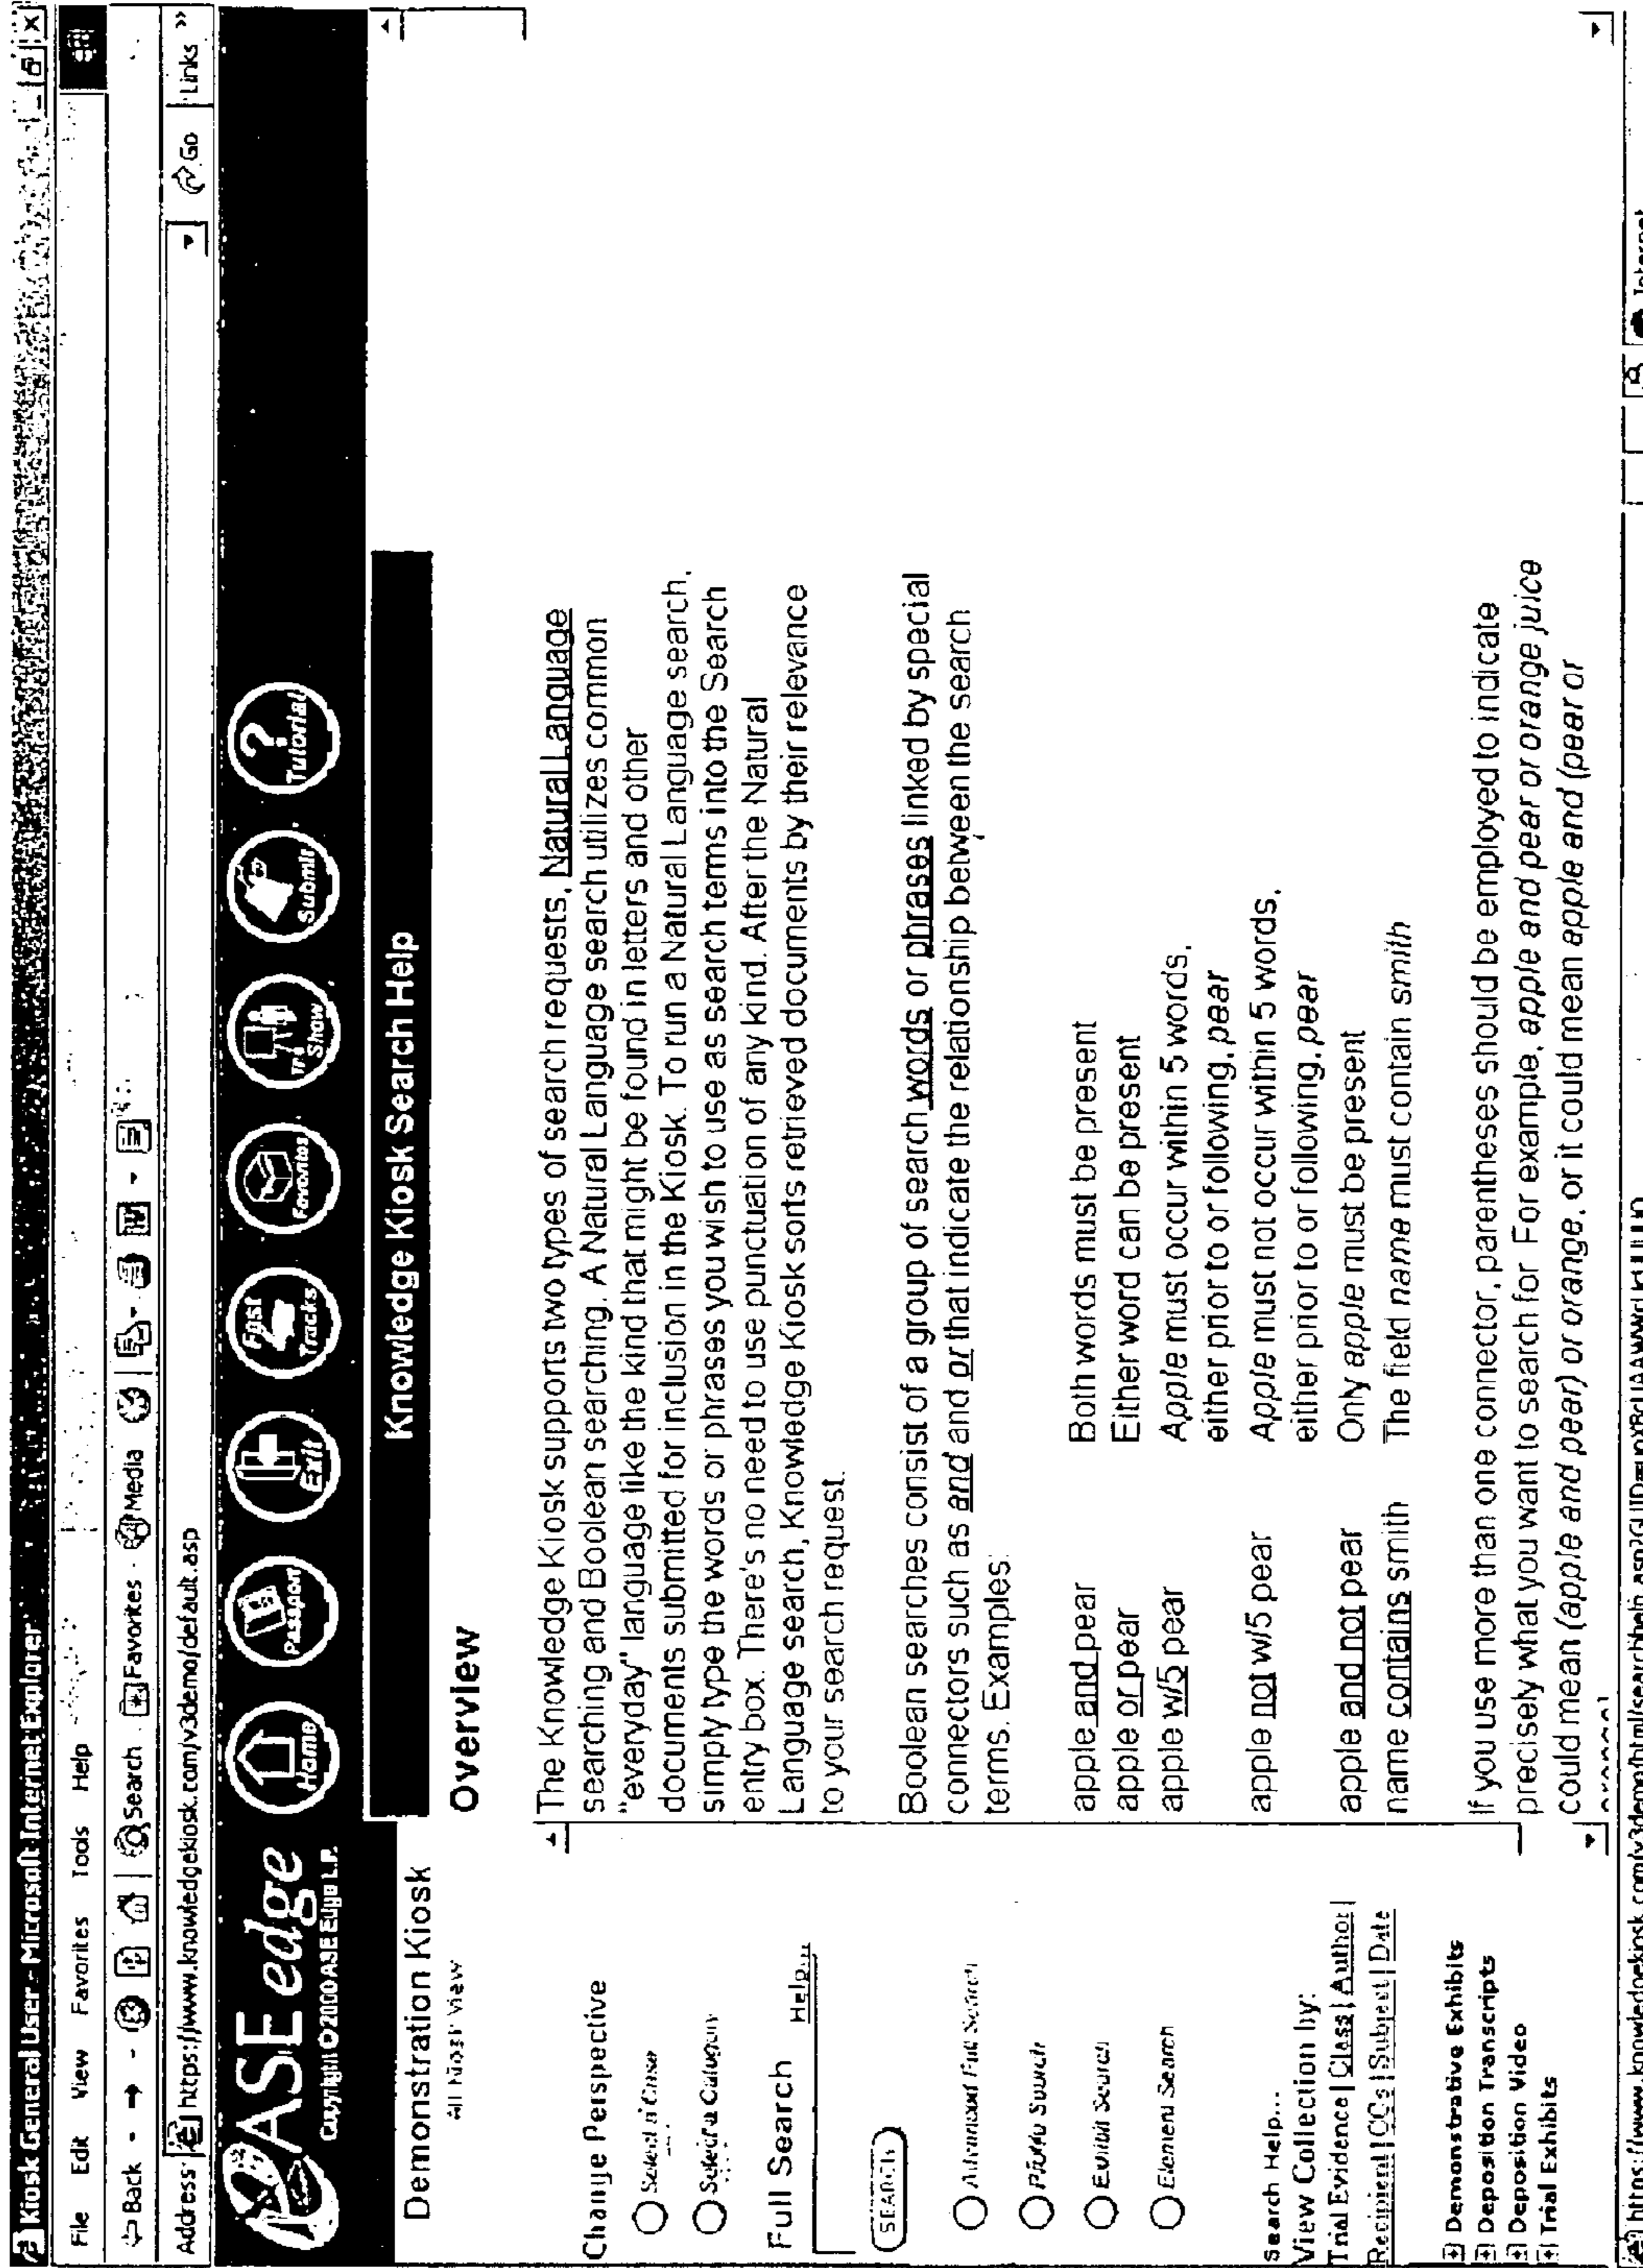 Kiosk General User - Microsoft Internet Explorer
File Edit View Favorites Tools Help
Back Search Favorites Media
Address https://www.knowledgekiosk.com/v3demo/default.asp Go Links »
CASE edge
Copyright ©2000 ASE Edge L.P.
Home Passport Exit Fast Tracks Favorites Show Submit ? Tutorial
Demonstration Kiosk
All Kiosk View
Change Perspective
Select a Case
Select a Category
Full Search Help...
SEARCH
Advanced Full Search
Photo Search
Exhibit Search
Element Search
Search Help...
View Collection by:
Trial Evidence | Class | Author |
Recipient | CCs | Subject | Date
Demonstrative Exhibits
Deposition Transcripts
Deposition Video
Trial Exhibits
Knowledge Kiosk Search Help
Overview
The Knowledge Kiosk supports two types of search requests, Natural Language
searching and Boolean searching. A Natural Language search utilizes common
"everyday" language like the kind that might be found in letters and other
documents submitted for inclusion in the Kiosk. To run a Natural Language search,
simply type the words or phrases you wish to use as search terms into the Search
entry box. There's no need to use punctuation of any kind. After the Natural
Language search, Knowledge Kiosk sorts retrieved documents by their relevance
to your search request.
Boolean searches consist of a group of search words or phrases linked by special
connectors such as and and or that indicate the relationship between the search
terms. Examples:
apple and pear Both words must be present
apple or pear Either word can be present
apple w/5 pear Apple must occur within 5 words,
either prior to or following, pear
apple not w/5 pear Apple must not occur within 5 words,
either prior to or following, pear
apple and not pear Only apple must be present
name contains smith The field name must contain smith
If you use more than one connector, parentheses should be employed to indicate
precisely what you want to search for. For example, apple and pear or orange juice
could mean (apple and pear) or orange, or it could mean apple and (pear or
Internet